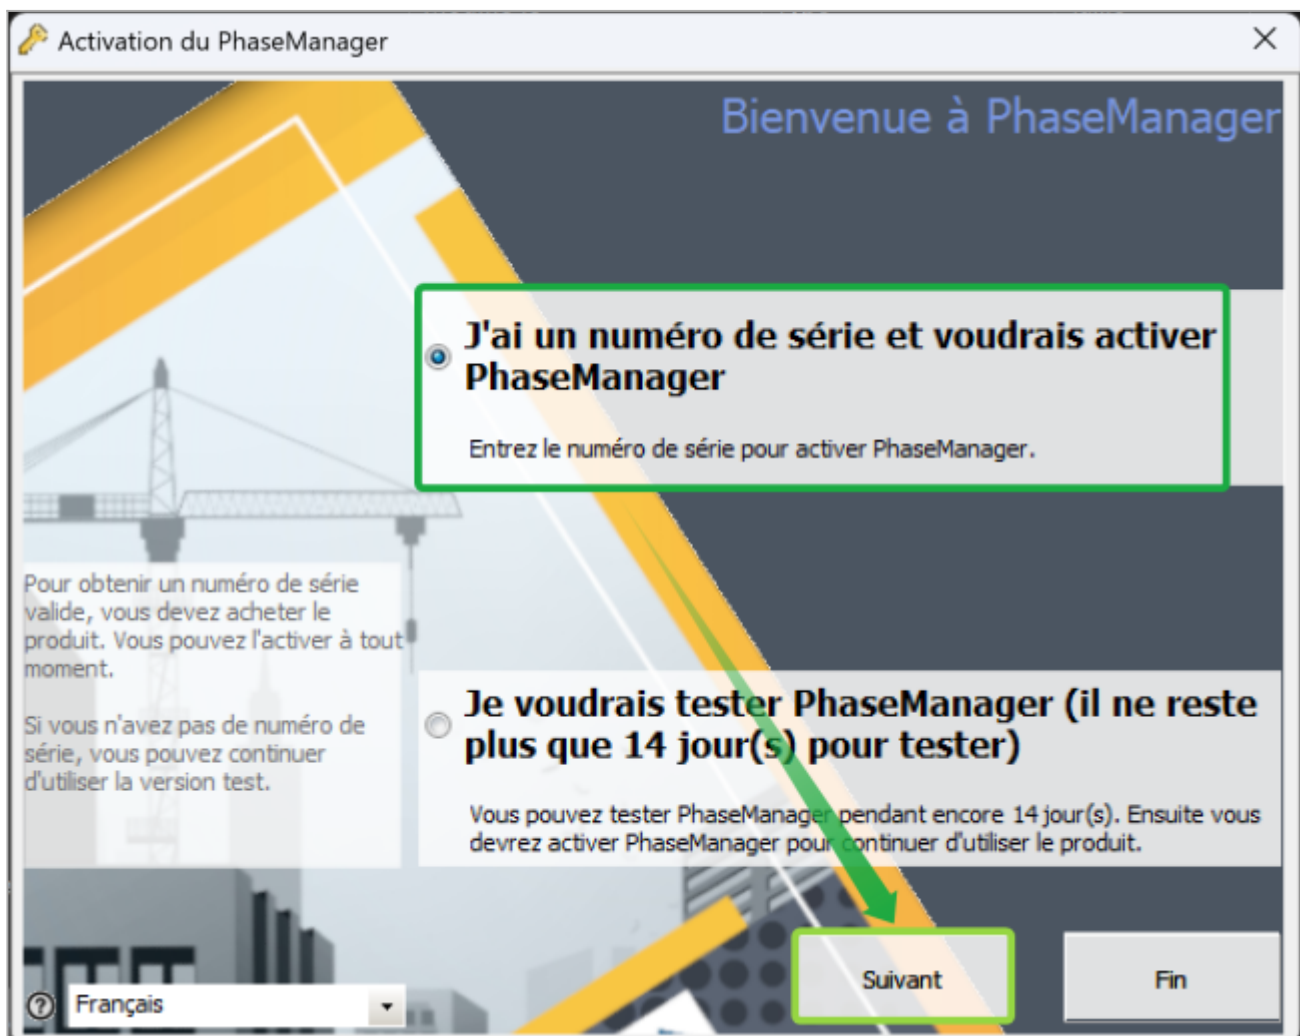 Activation du PhaseManager
Bienvenue à PhaseManager
J'ai un numéro de série et voudrais activer
PhaseManager
Entrez le numéro de série pour activer PhaseManager.
Pour obtenir un numéro de série
valide, vous devez acheter le
produit. Vous pouvez l'activer à tout
moment.
Si vous n'avez pas de numéro de
série, vous pouvez continuer
d'utiliser la version test.
Je voudrais tester PhaseManager (il ne reste
plus que 14 jour(s) pour tester)
Vous pouvez tester PhaseManager pendant encore 14 jour(s). Ensuite vous
devrez activer PhaseManager pour continuer d'utiliser le produit.
Suivant
Fin
Français